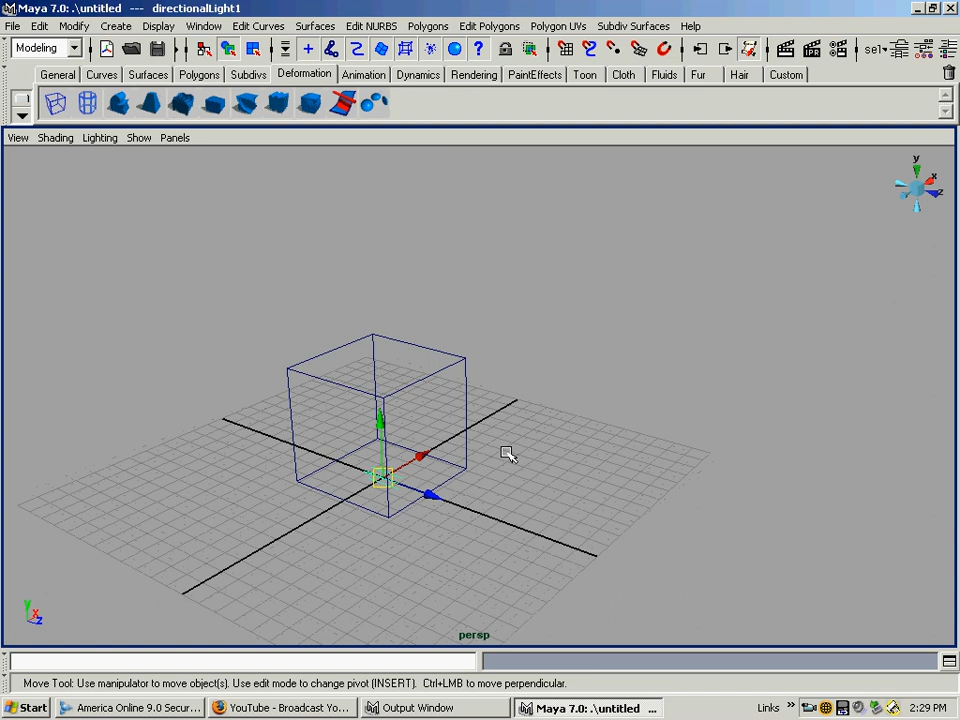 Maya 7.0: .\untitled --- directionalLight1
File Edit Modify Create Display Window Edit Curves Surfaces Edit NURBS Polygons Edit Polygons Polygon UVs Subdiv Surfaces Help
Modeling sel
General Curves Surfaces Polygons Subdivs Deformation Animation Dynamics Rendering PaintEffects Toon Cloth Fluids Fur Hair Custom
View Shading Lighting Show Panels
y
x
z
y
x
z
persp
Move Tool: Use manipulator to move object(s). Use edit mode to change pivot (INSERT). Ctrl+LMB to move perpendicular.
Start America Online 9.0 Secur... YouTube - Broadcast Yo... Output Window Maya 7.0: .\untitled ... Links » 2:29 PM